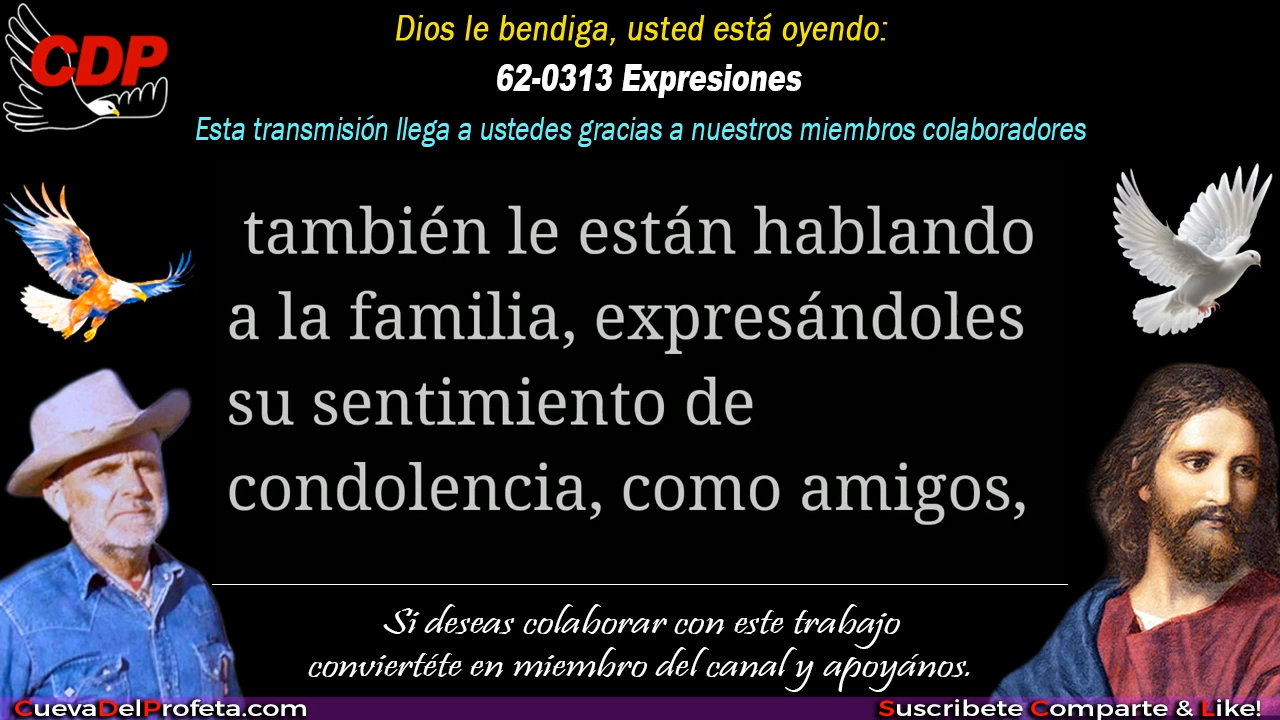 CDP
Dios le bendiga, usted está oyendo:
62-0313 Expresiones
Esta transmisión llega a ustedes gracias a nuestros miembros colaboradores
también le están hablando
a la familia, expresándoles
su sentimiento de
condolencia, como amigos,
Si deseas colaborar con este trabajo
conviertéte en miembro del canal y apoyános.
CuevaDelProfeta.com
Suscribete Comparte & Like!